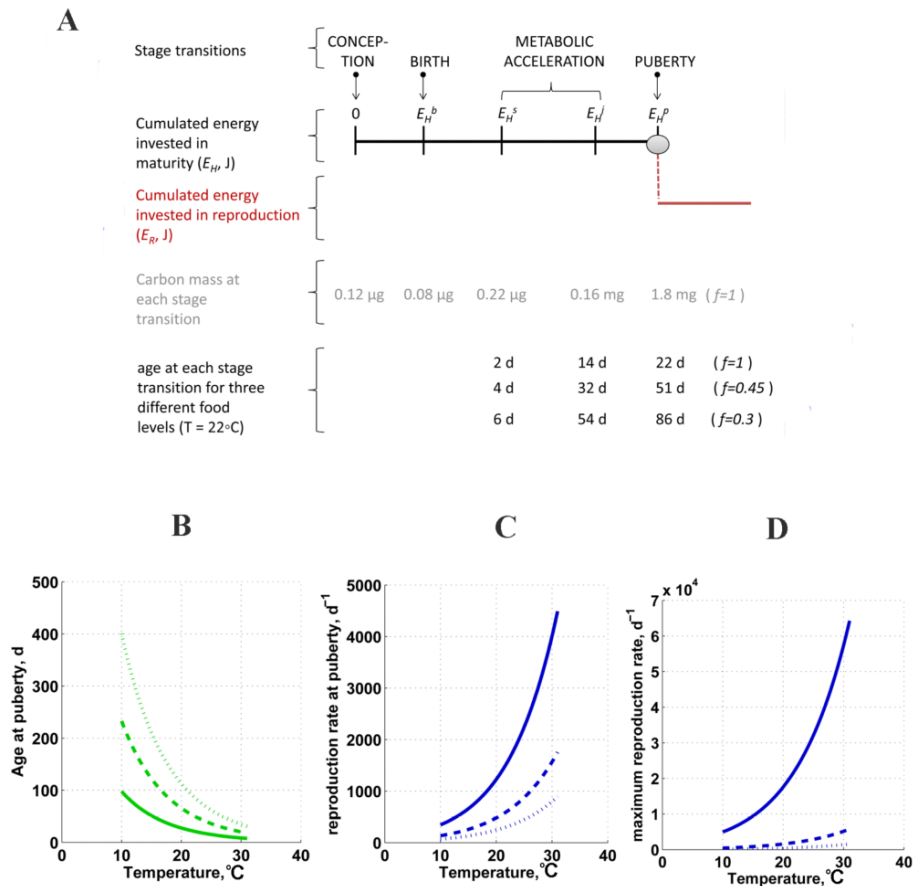 A
Stage transitions
CONCEP-
TION
BIRTH
METABOLIC
ACCELERATION
PUBERTY
Cumulated energy
invested in
maturity (E_H, J)
0
E_H^b
E_H^s
E_H^j
E_H^p
Cumulated energy
invested in reproduction
(E_R, J)
Carbon mass at
each stage
transition
0.12 µg 0.08 µg 0.22 µg 0.16 mg 1.8 mg (f=1)
age at each stage
transition for three
different food
levels (T = 22°C)
2 d 14 d 22 d (f=1)
4 d 32 d 51 d (f=0.45)
6 d 54 d 86 d (f=0.3)
B
Age at puberty, d
500
400
300
200
100
0
0 10 20 30 40
Temperature, °C
C
reproduction rate at puberty, d⁻¹
5000
4000
3000
2000
1000
0
0 10 20 30 40
Temperature, °C
D
maximum reproduction rate, d⁻¹
x 10⁴
7
6
5
4
3
2
1
0
0 10 20 30 40
Temperature, °C